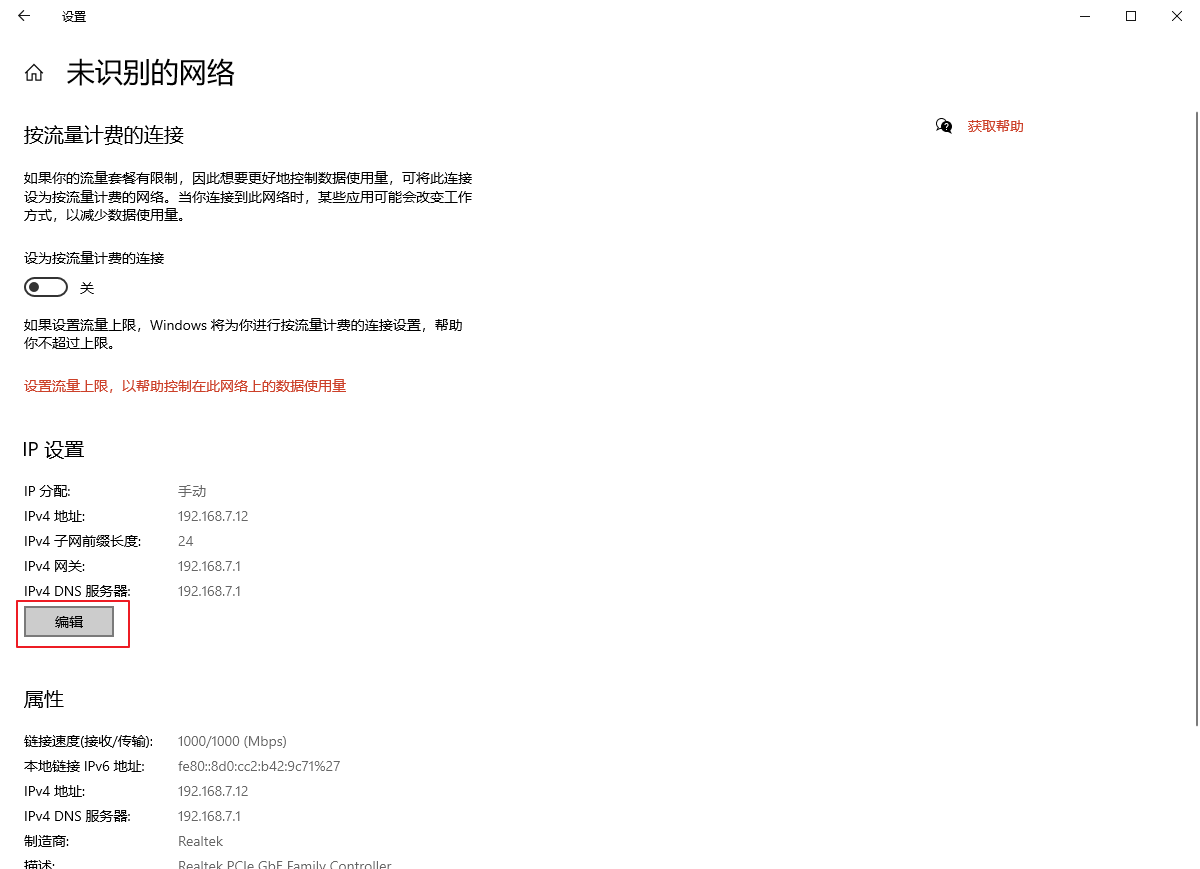 设置
未识别的网络
按流量计费的连接
获取帮助
如果你的流量套餐有限制，因此想要更好地控制数据使用量，可将此连接
设为按流量计费的网络。当你连接到此网络时，某些应用可能会改变工作
方式，以减少数据使用量。
设为按流量计费的连接
关
如果设置流量上限，Windows 将为你进行按流量计费的连接设置，帮助
你不超过上限。
设置流量上限，以帮助控制在此网络上的数据使用量
IP 设置
IP 分配: 手动
IPv4 地址: 192.168.7.12
IPv4 子网前缀长度: 24
IPv4 网关: 192.168.7.1
IPv4 DNS 服务器: 192.168.7.1
编辑
属性
链接速度(接收/传输): 1000/1000 (Mbps)
本地链接 IPv6 地址: fe80::8d0:cc2:b42:9c71%27
IPv4 地址: 192.168.7.12
IPv4 DNS 服务器: 192.168.7.1
制造商: Realtek
描述: Realtek PCIe GbE Family Controller